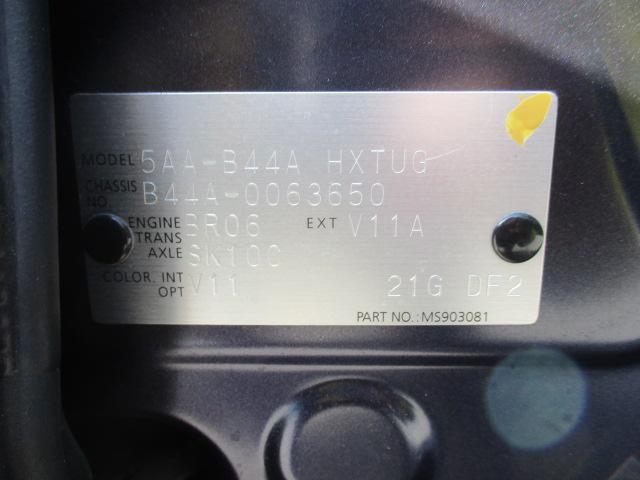 MODEL 5AA-B44A HXTUG
CHASSIS NO. B44A-0063650
ENGINE BR06 EXT V11A
TRANS AXLE SK10C
COLOR. INT V11
OPT 21G DF2
PART NO.: MS903081